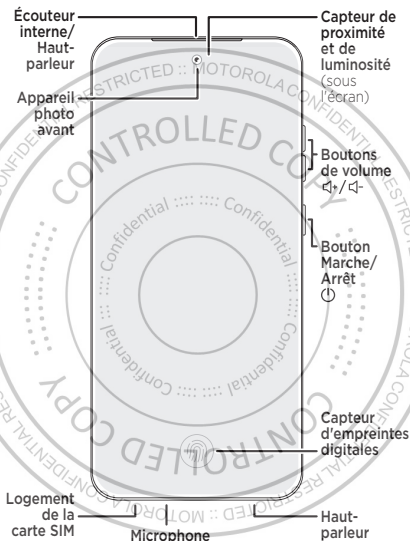 Écouteur
interne/
Haut-
parleur
Capteur de
proximité
et de
luminosité
(sous
l'écran)
Appareil
photo
avant
Boutons
de volume
+/ -
Bouton
Marche/
Arrêt
Capteur
d'empreintes
digitales
Logement
de la
carte SIM
Microphone
Haut-
parleur
CONTROLLED COPY
CONTROLLED COPY
Confidential :::: :::: Confidential
Confidential :::: :::: Confidential
RESTRICTED :: MOTOROLA CONFIDENTIAL RESTRICTED :: MOTOROLA CONFIDENTIAL